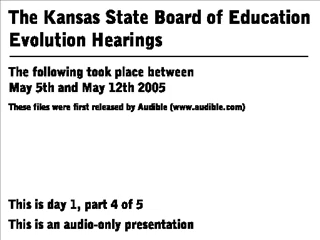 The Kansas State Board of Education
Evolution Hearings
The following took place between
May 5th and May 12th 2005
These files were first released by Audible (www.audible.com)
This is day 1, part 4 of 5
This is an audio-only presentation